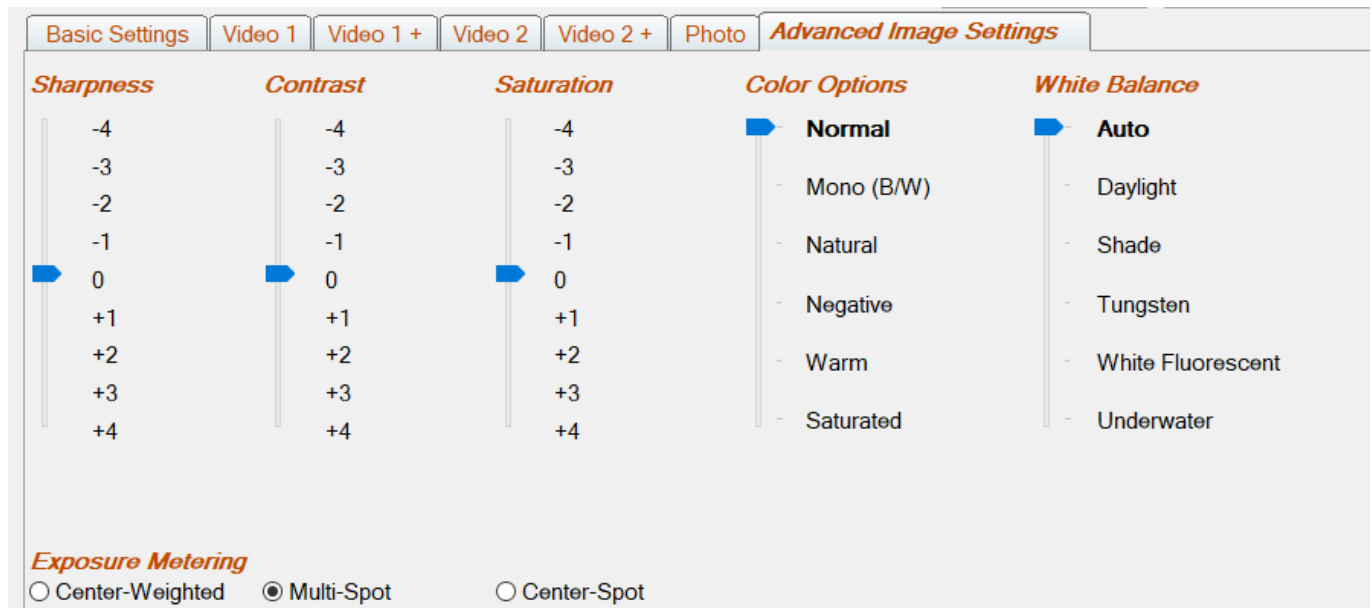 Basic Settings Video 1 Video 1 + Video 2 Video 2 + Photo Advanced Image Settings
Sharpness Contrast Saturation Color Options White Balance
-4 -4 -4 Normal Auto
-3 -3 -3
Mono (B/W) Daylight
-2 -2 -2
-1 -1 -1 Natural Shade
0 0 0
Negative Tungsten
+1 +1 +1
+2 +2 +2 Warm White Fluorescent
+3 +3 +3
Saturated Underwater
+4 +4 +4
Exposure Metering
Center-Weighted Multi-Spot Center-Spot